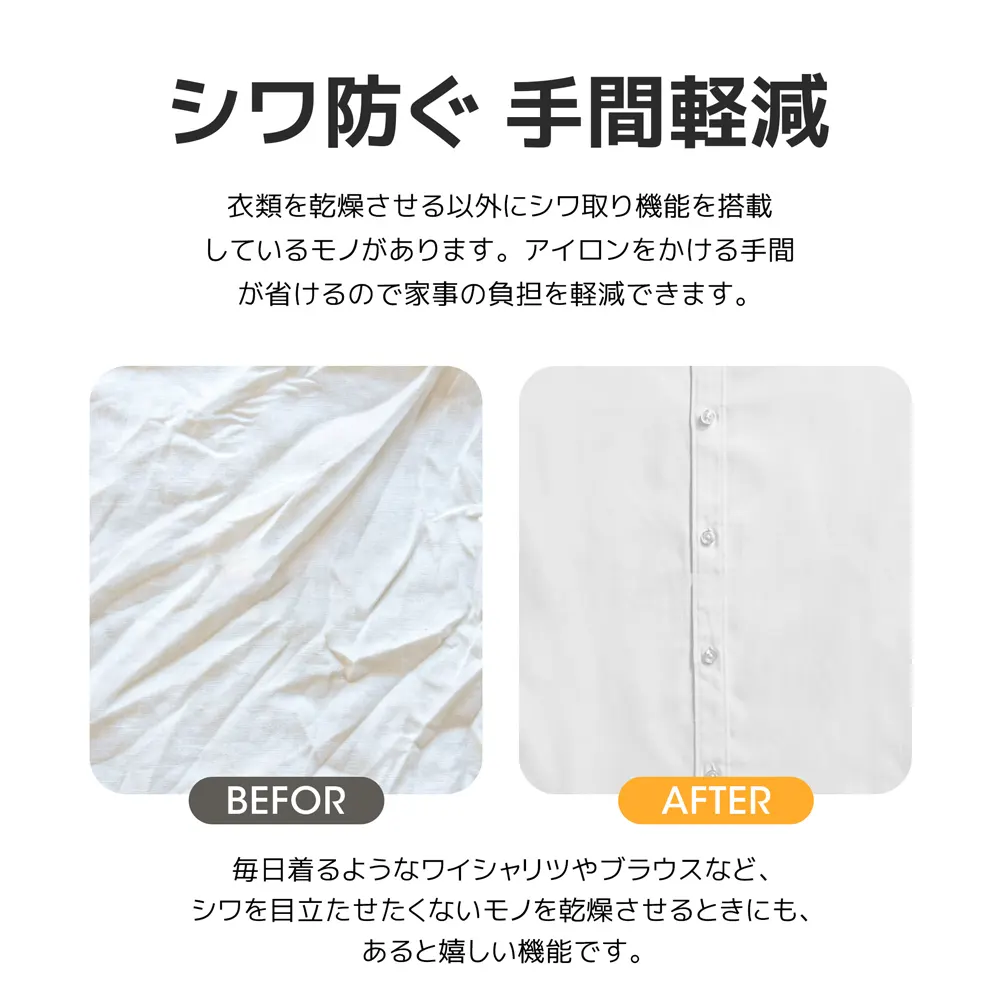 シワ防ぐ 手間軽減
衣類を乾燥させる以外にシワ取り機能を搭載
しているモノがあります。アイロンをかける手間
が省けるので家事の負担を軽減できます。
BEFOR
AFTER
毎日着るようなワイシャリツやブラウスなど、
シワを目立たせたくないモノを乾燥させるときにも、
あると嬉しい機能です。